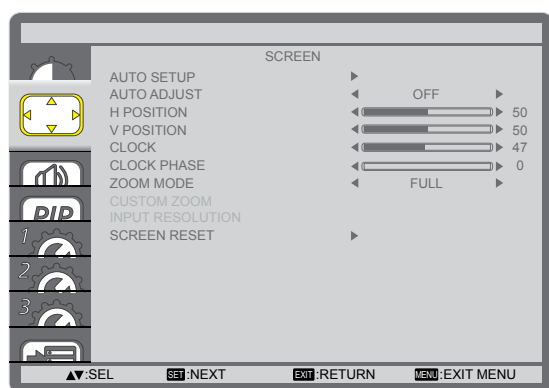 SCREEN
AUTO SETUP
AUTO ADJUST OFF
H POSITION 50
V POSITION 50
CLOCK 47
CLOCK PHASE 0
ZOOM MODE FULL
CUSTOM ZOOM
INPUT RESOLUTION
SCREEN RESET
PIP
1
2
3
▲▼:SEL SET:NEXT EXIT:RETURN MENU:EXIT MENU